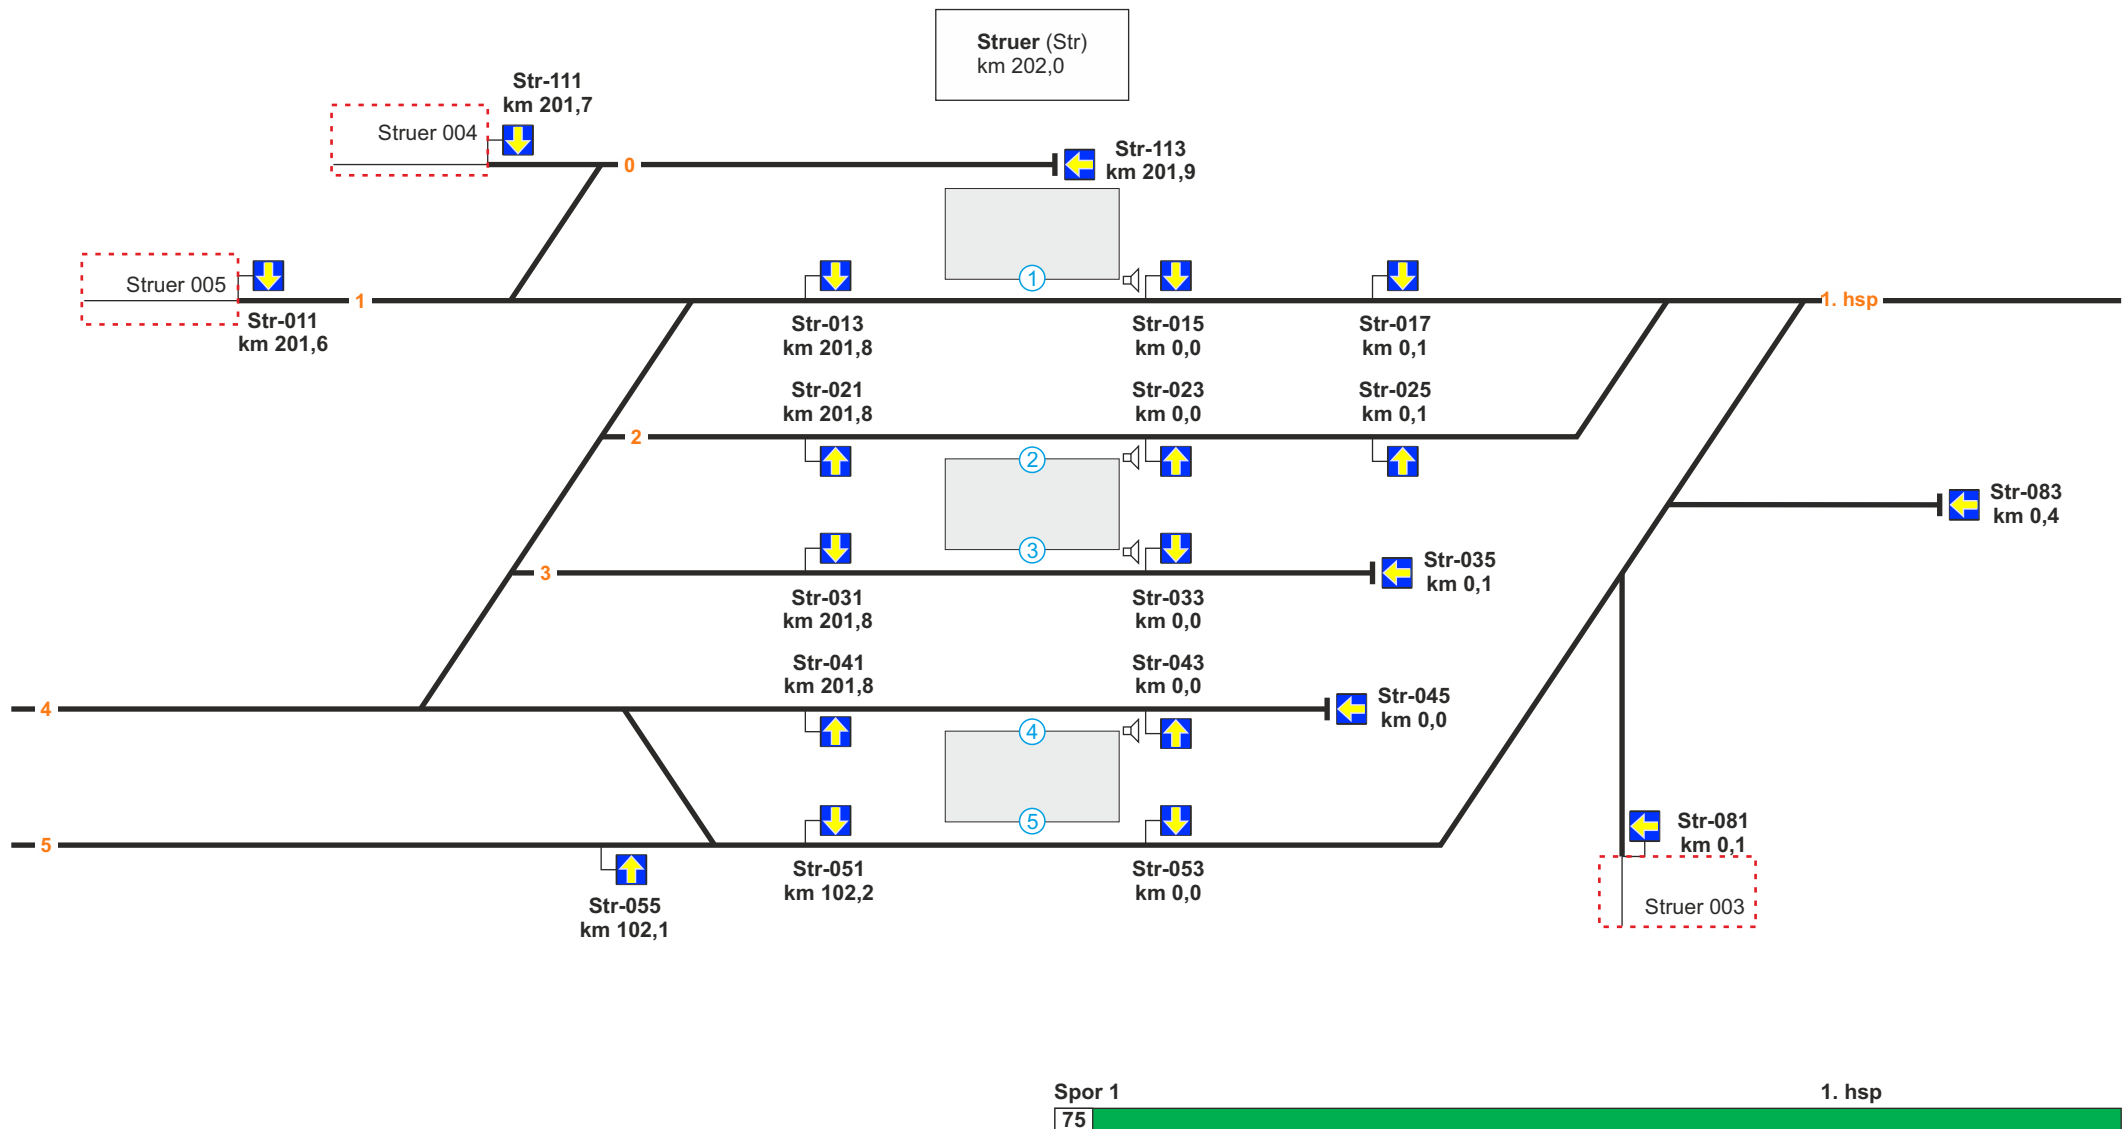 Struer (Str)
km 202,0
Str-111
km 201,7
Struer 004
0
Str-113
km 201,9
Struer 005
1
1
1. hsp
Str-011
km 201,6
Str-013
km 201,8
Str-015
km 0,0
Str-017
km 0,1
Str-021
km 201,8
Str-023
km 0,0
Str-025
km 0,1
2
2
Str-083
km 0,4
3
3
Str-035
km 0,1
Str-031
km 201,8
Str-033
km 0,0
Str-041
km 201,8
Str-043
km 0,0
4
Str-045
km 0,0
4
5
Str-081
km 0,1
5
Str-051
km 102,2
Str-053
km 0,0
Str-055
km 102,1
Struer 003
Spor 1
1. hsp
75